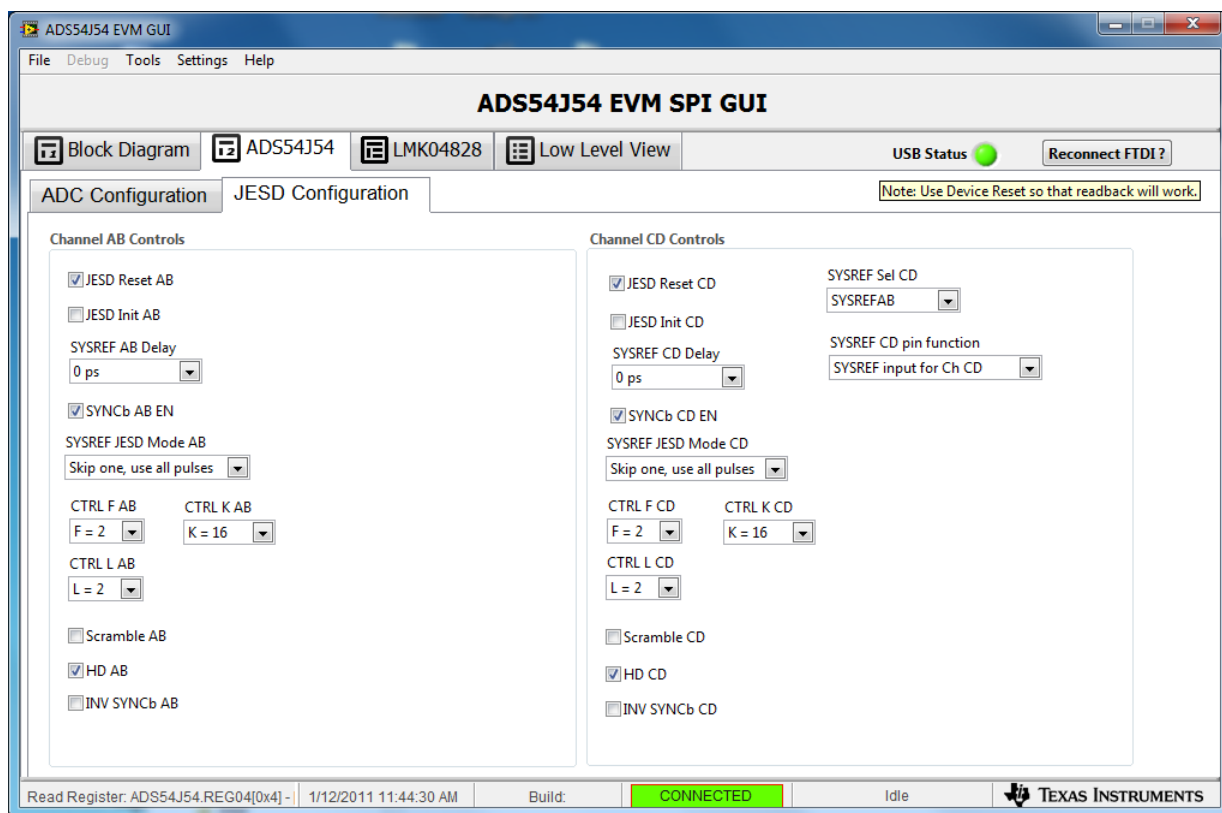 ADS54J54 EVM GUI
File Debug Tools Settings Help
ADS54J54 EVM SPI GUI
Block Diagram ADS54J54 LMK04828 Low Level View USB Status Reconnect FTDI ?
ADC Configuration JESD Configuration Note: Use Device Reset so that readback will work.
Channel AB Controls
JESD Reset AB
JESD Init AB
SYSREF AB Delay
0 ps
SYNCb AB EN
SYSREF JESD Mode AB
Skip one, use all pulses
CTRL F AB CTRL K AB
F = 2 K = 16
CTRL L AB
L = 2
Scramble AB
HD AB
INV SYNCb AB
Channel CD Controls
JESD Reset CD
JESD Init CD
SYSREF CD Delay
0 ps
SYNCb CD EN
SYSREF JESD Mode CD
Skip one, use all pulses
CTRL F CD CTRL K CD
F = 2 K = 16
CTRL L CD
L = 2
Scramble CD
HD CD
INV SYNCb CD
SYSREF Sel CD
SYSREFAB
SYSREF CD pin function
SYSREF input for Ch CD
Read Register: ADS54J54.REG04[0x4] - 1/12/2011 11:44:30 AM Build: CONNECTED Idle TEXAS INSTRUMENTS